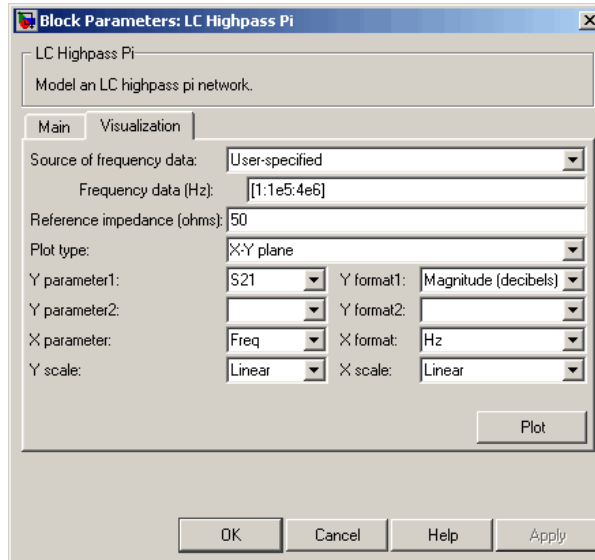 Block Parameters: LC Highpass Pi
LC Highpass Pi
Model an LC highpass pi network.
Main Visualization
Source of frequency data: User-specified
Frequency data (Hz): [1:1e5:4e6]
Reference impedance (ohms): 50
Plot type: X-Y plane
Y parameter1: S21 Y format1: Magnitude (decibels)
Y parameter2: Y format2:
X parameter: Freq X format: Hz
Y scale: Linear X scale: Linear
Plot
OK Cancel Help Apply